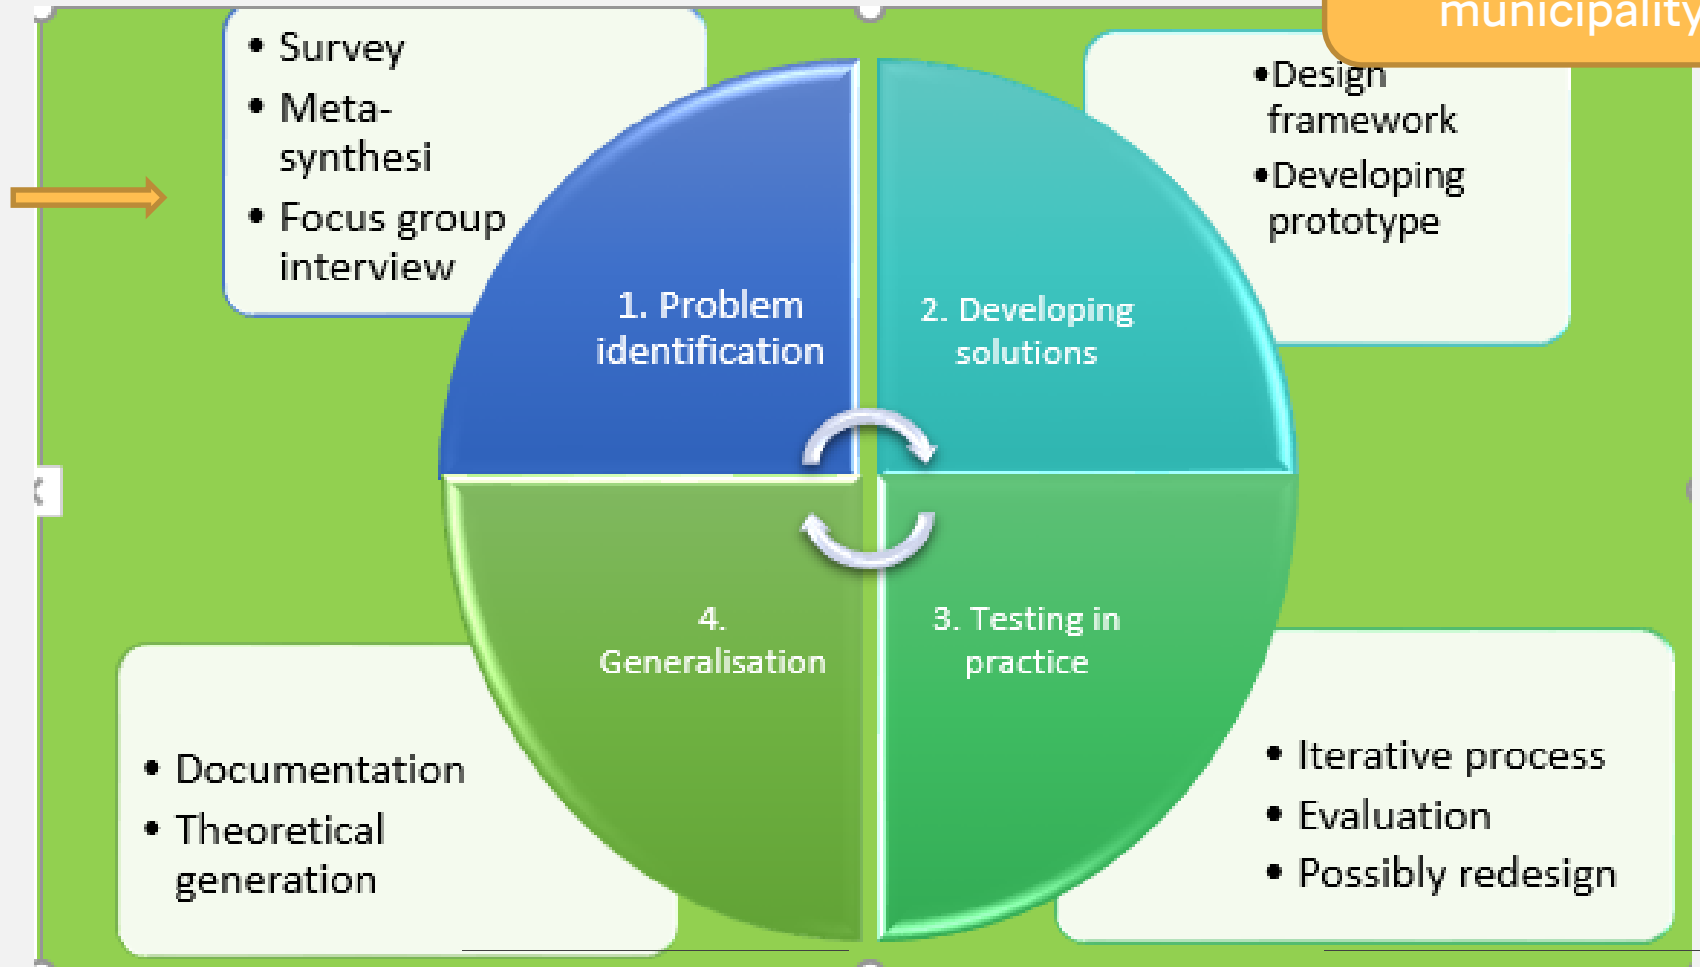 municipality
• Survey
• Meta-
synthesi
• Focus group
interview
•Design
framework
•Developing
prototype
1. Problem
identification
2. Developing
solutions
4.
Generalisation
3. Testing in
practice
• Documentation
• Theoretical
generation
• Iterative process
• Evaluation
• Possibly redesign